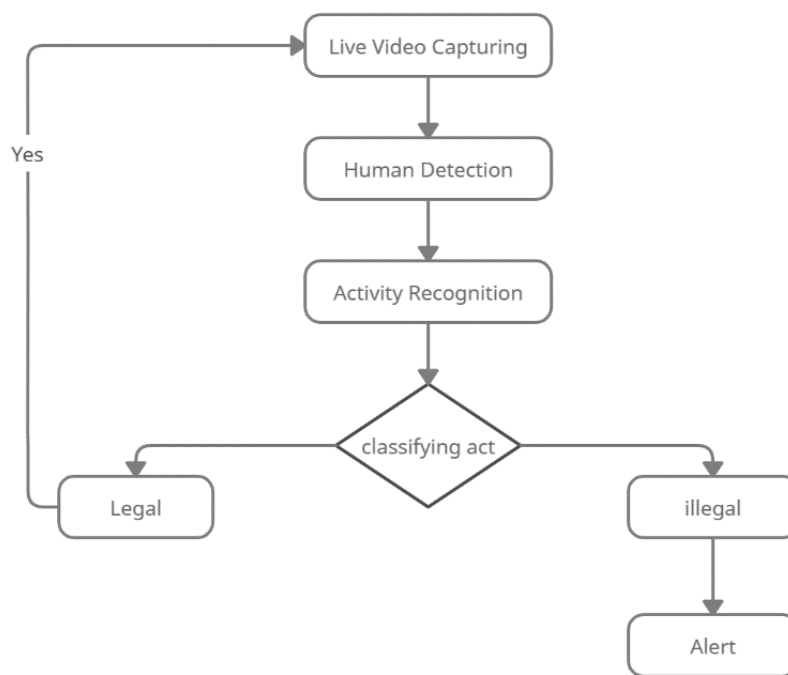 Live Video Capturing
Yes
Human Detection
Activity Recognition
classifying act
Legal
illegal
Alert